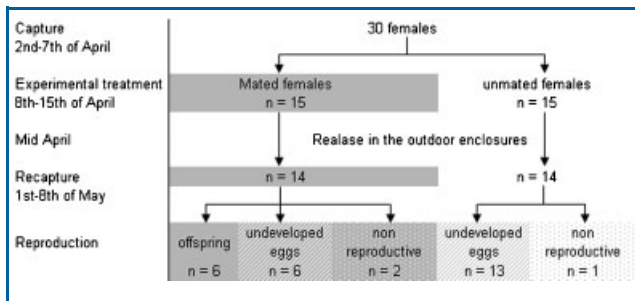 Capture
2nd-7th of April
30 females
Experimental treatment
8th-15th of April
Mated females
n = 15
unmated females
n = 15
Mid April
Realase in the outdoor enclosures
Recapture
1st-8th of May
n = 14
n = 14
Reproduction
offspring
n = 6
undeveloped
eggs
n = 6
non
reproductive
n = 2
undeveloped
eggs
n = 13
non
reproductive
n = 1